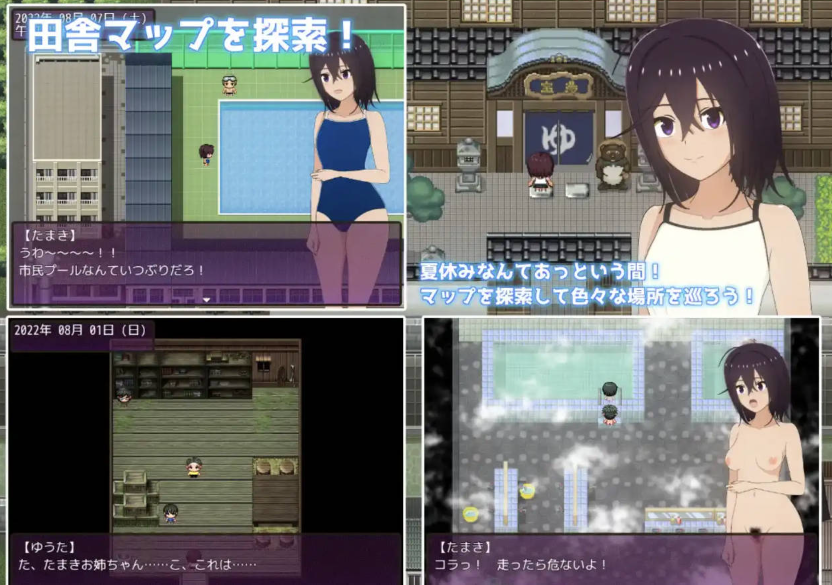 2022年 08月 07日 (土)
午
田舎マップを探索！
【たまき】
うわ～～～～！！
市民プールなんていつぶりだろ！
ゆ
夏休みなんてあっという間！
マップを探索して色々な場所を巡ろう！
2022年 08月 01日 (日)
【ゆうた】
た、たまきお姉ちゃん……こ、これは……
【たまき】
コラっ！ 走ったら危ないよ！